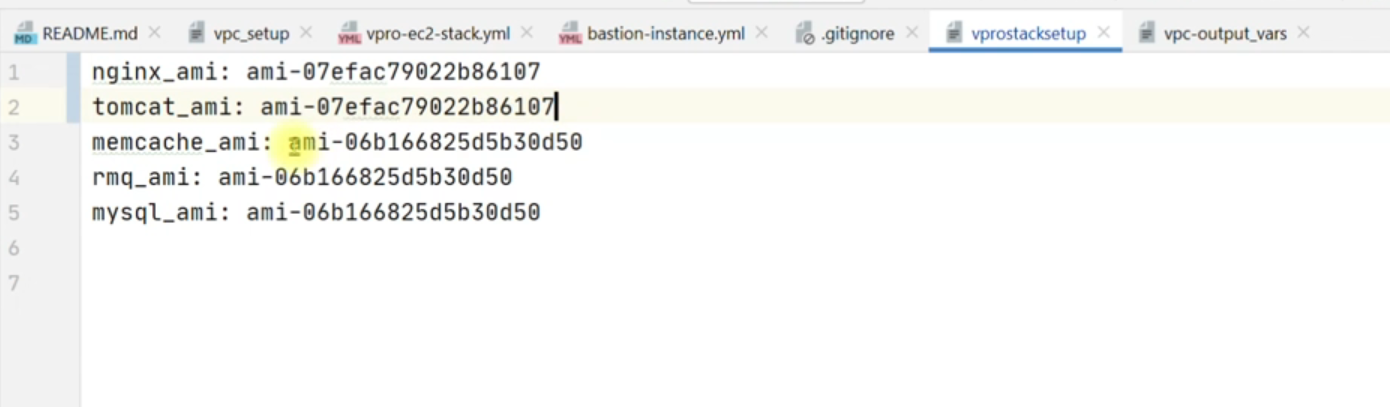 README.md vpc_setup vpro-ec2-stack.yml bastion-instance.yml .gitignore vprostacksetup vpc-output_vars
1 nginx_ami: ami-07efac79022b86107
2 tomcat_ami: ami-07efac79022b86107
3 memcache_ami: ami-06b166825d5b30d50
4 rmq_ami: ami-06b166825d5b30d50
5 mysql_ami: ami-06b166825d5b30d50
6
7